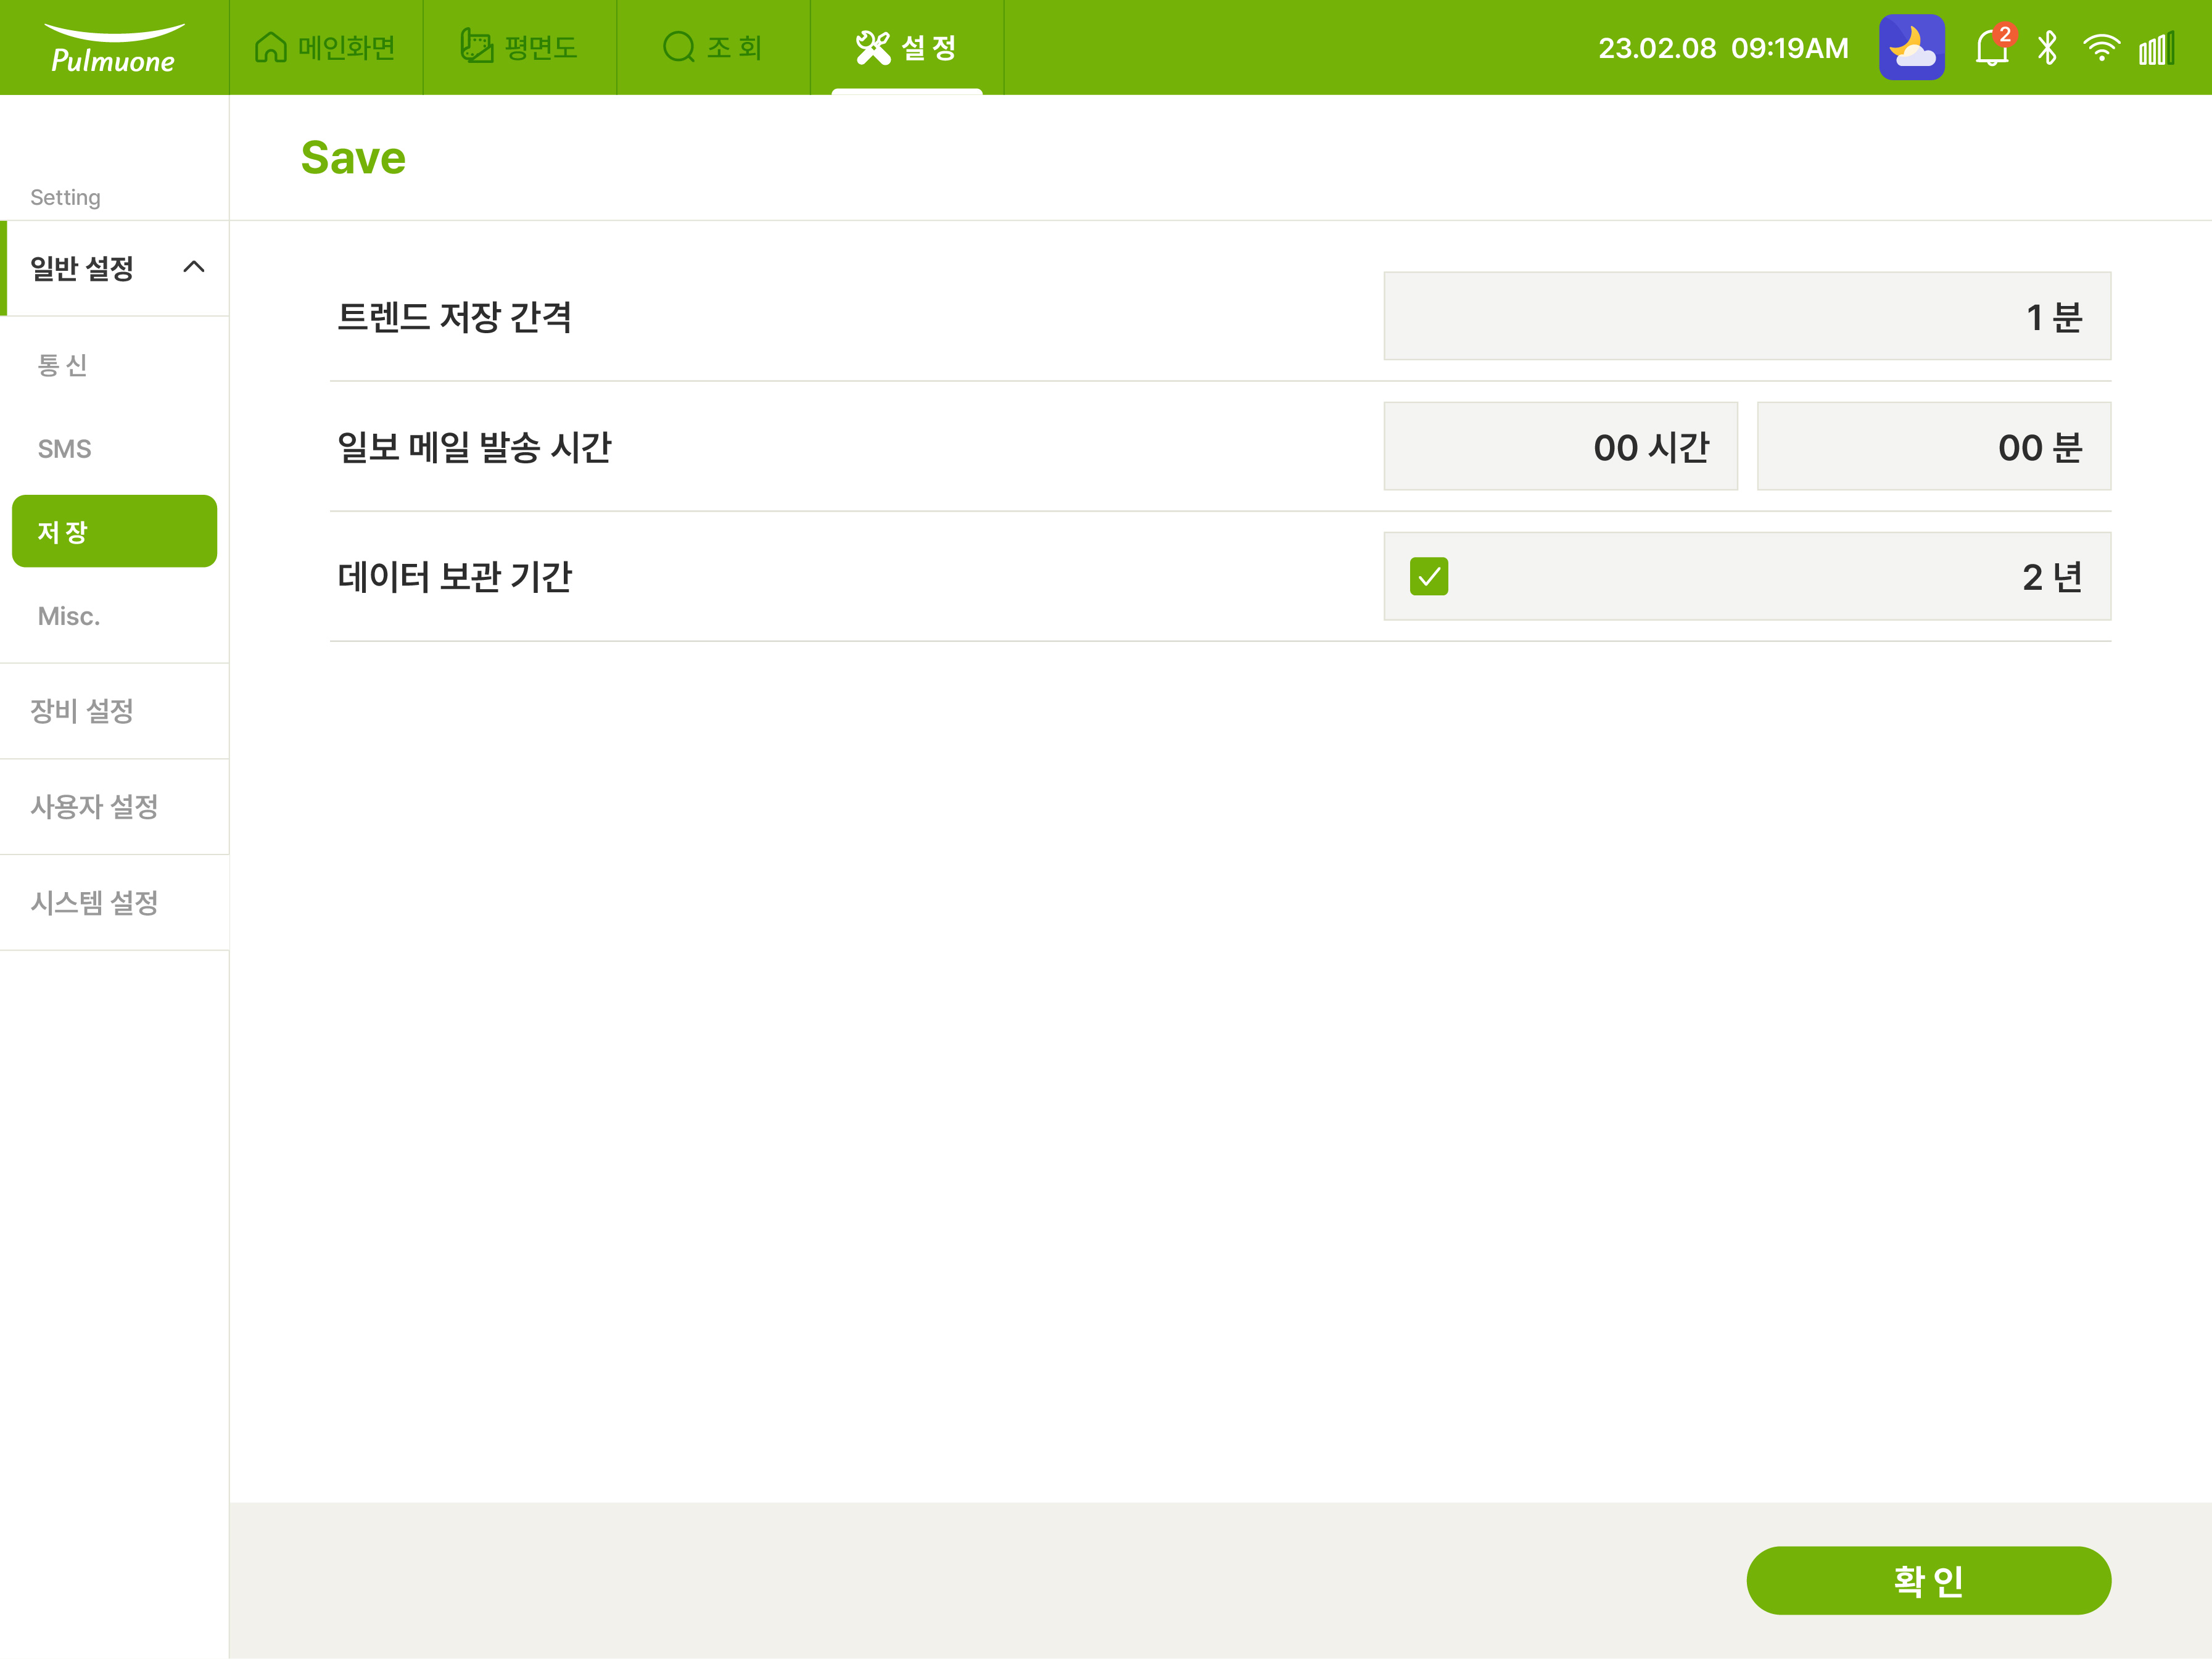 Pulmuone
메인화면
평면도
조 회
설 정
23.02.08 09:19AM
2
Setting
일반 설정
통 신
SMS
저 장
Misc.
장비 설정
사용자 설정
시스템 설정
Save
트렌드 저장 간격
1 분
일보 메일 발송 시간
00 시간
00 분
데이터 보관 기간
2 년
확 인